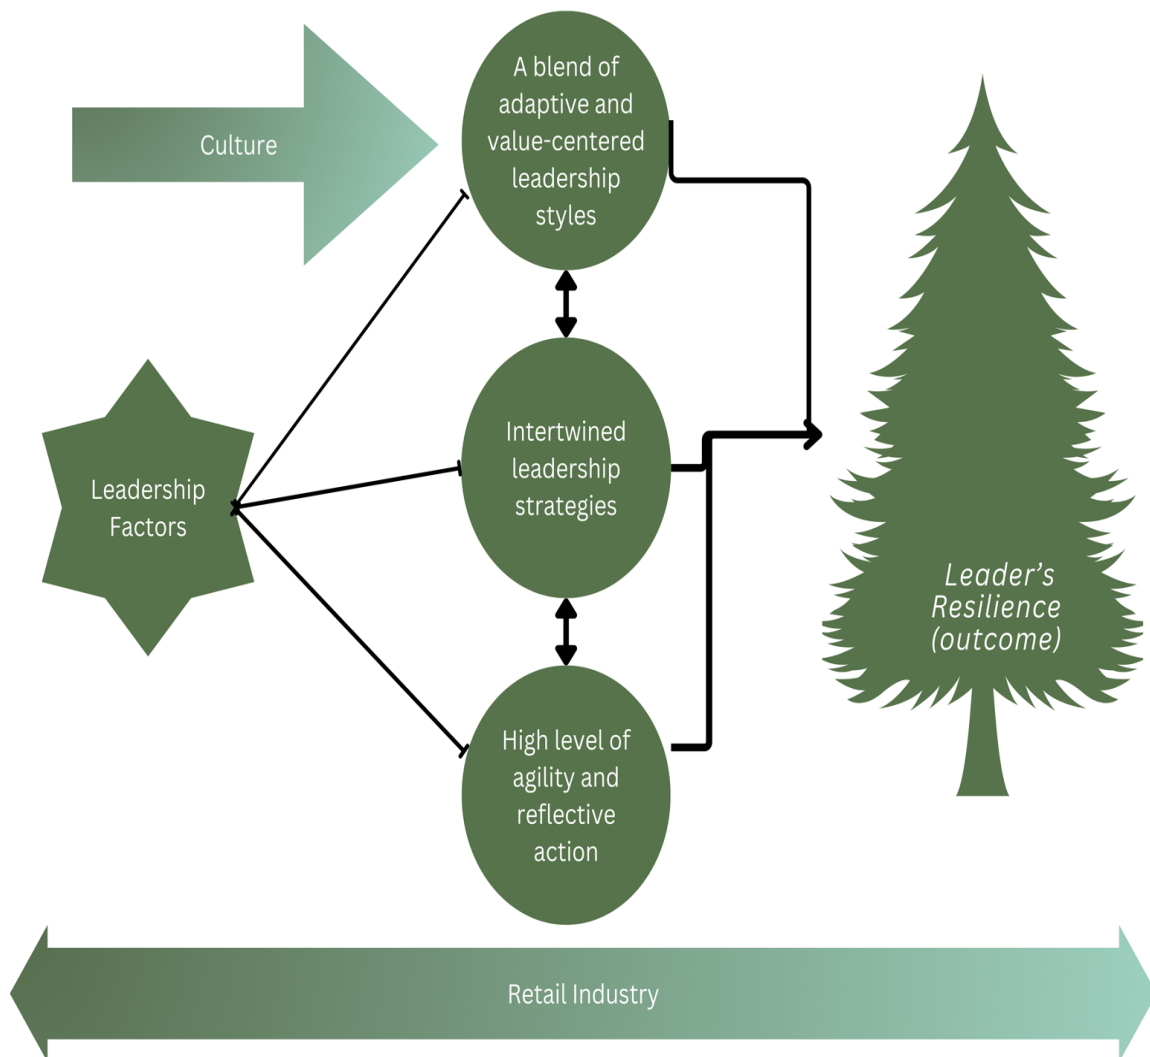 Culture
A blend of
adaptive and
value-centered
leadership
styles
Leadership
Factors
Intertwined
leadership
strategies
High level of
agility and
reflective
action
Leader’s
Resilience
(outcome)
Retail Industry